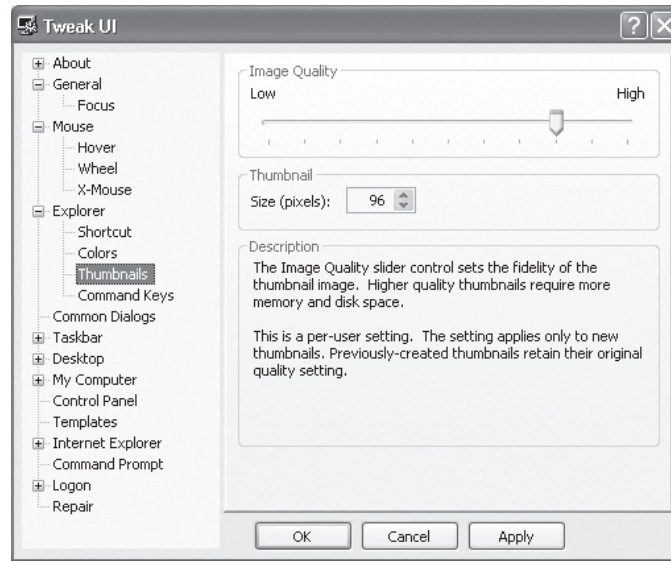 Tweak UI
About
General
Focus
Mouse
Hover
Wheel
X-Mouse
Explorer
Shortcut
Colors
Thumbnails
Command Keys
Common Dialogs
Taskbar
Desktop
My Computer
Control Panel
Templates
Internet Explorer
Command Prompt
Logon
Repair
Image Quality
Low High
Thumbnail
Size (pixels): 96
Description
The Image Quality slider control sets the fidelity of the
thumbnail image. Higher quality thumbnails require more
memory and disk space.
This is a per-user setting. The setting applies only to new
thumbnails. Previously-created thumbnails retain their original
quality setting.
OK Cancel Apply